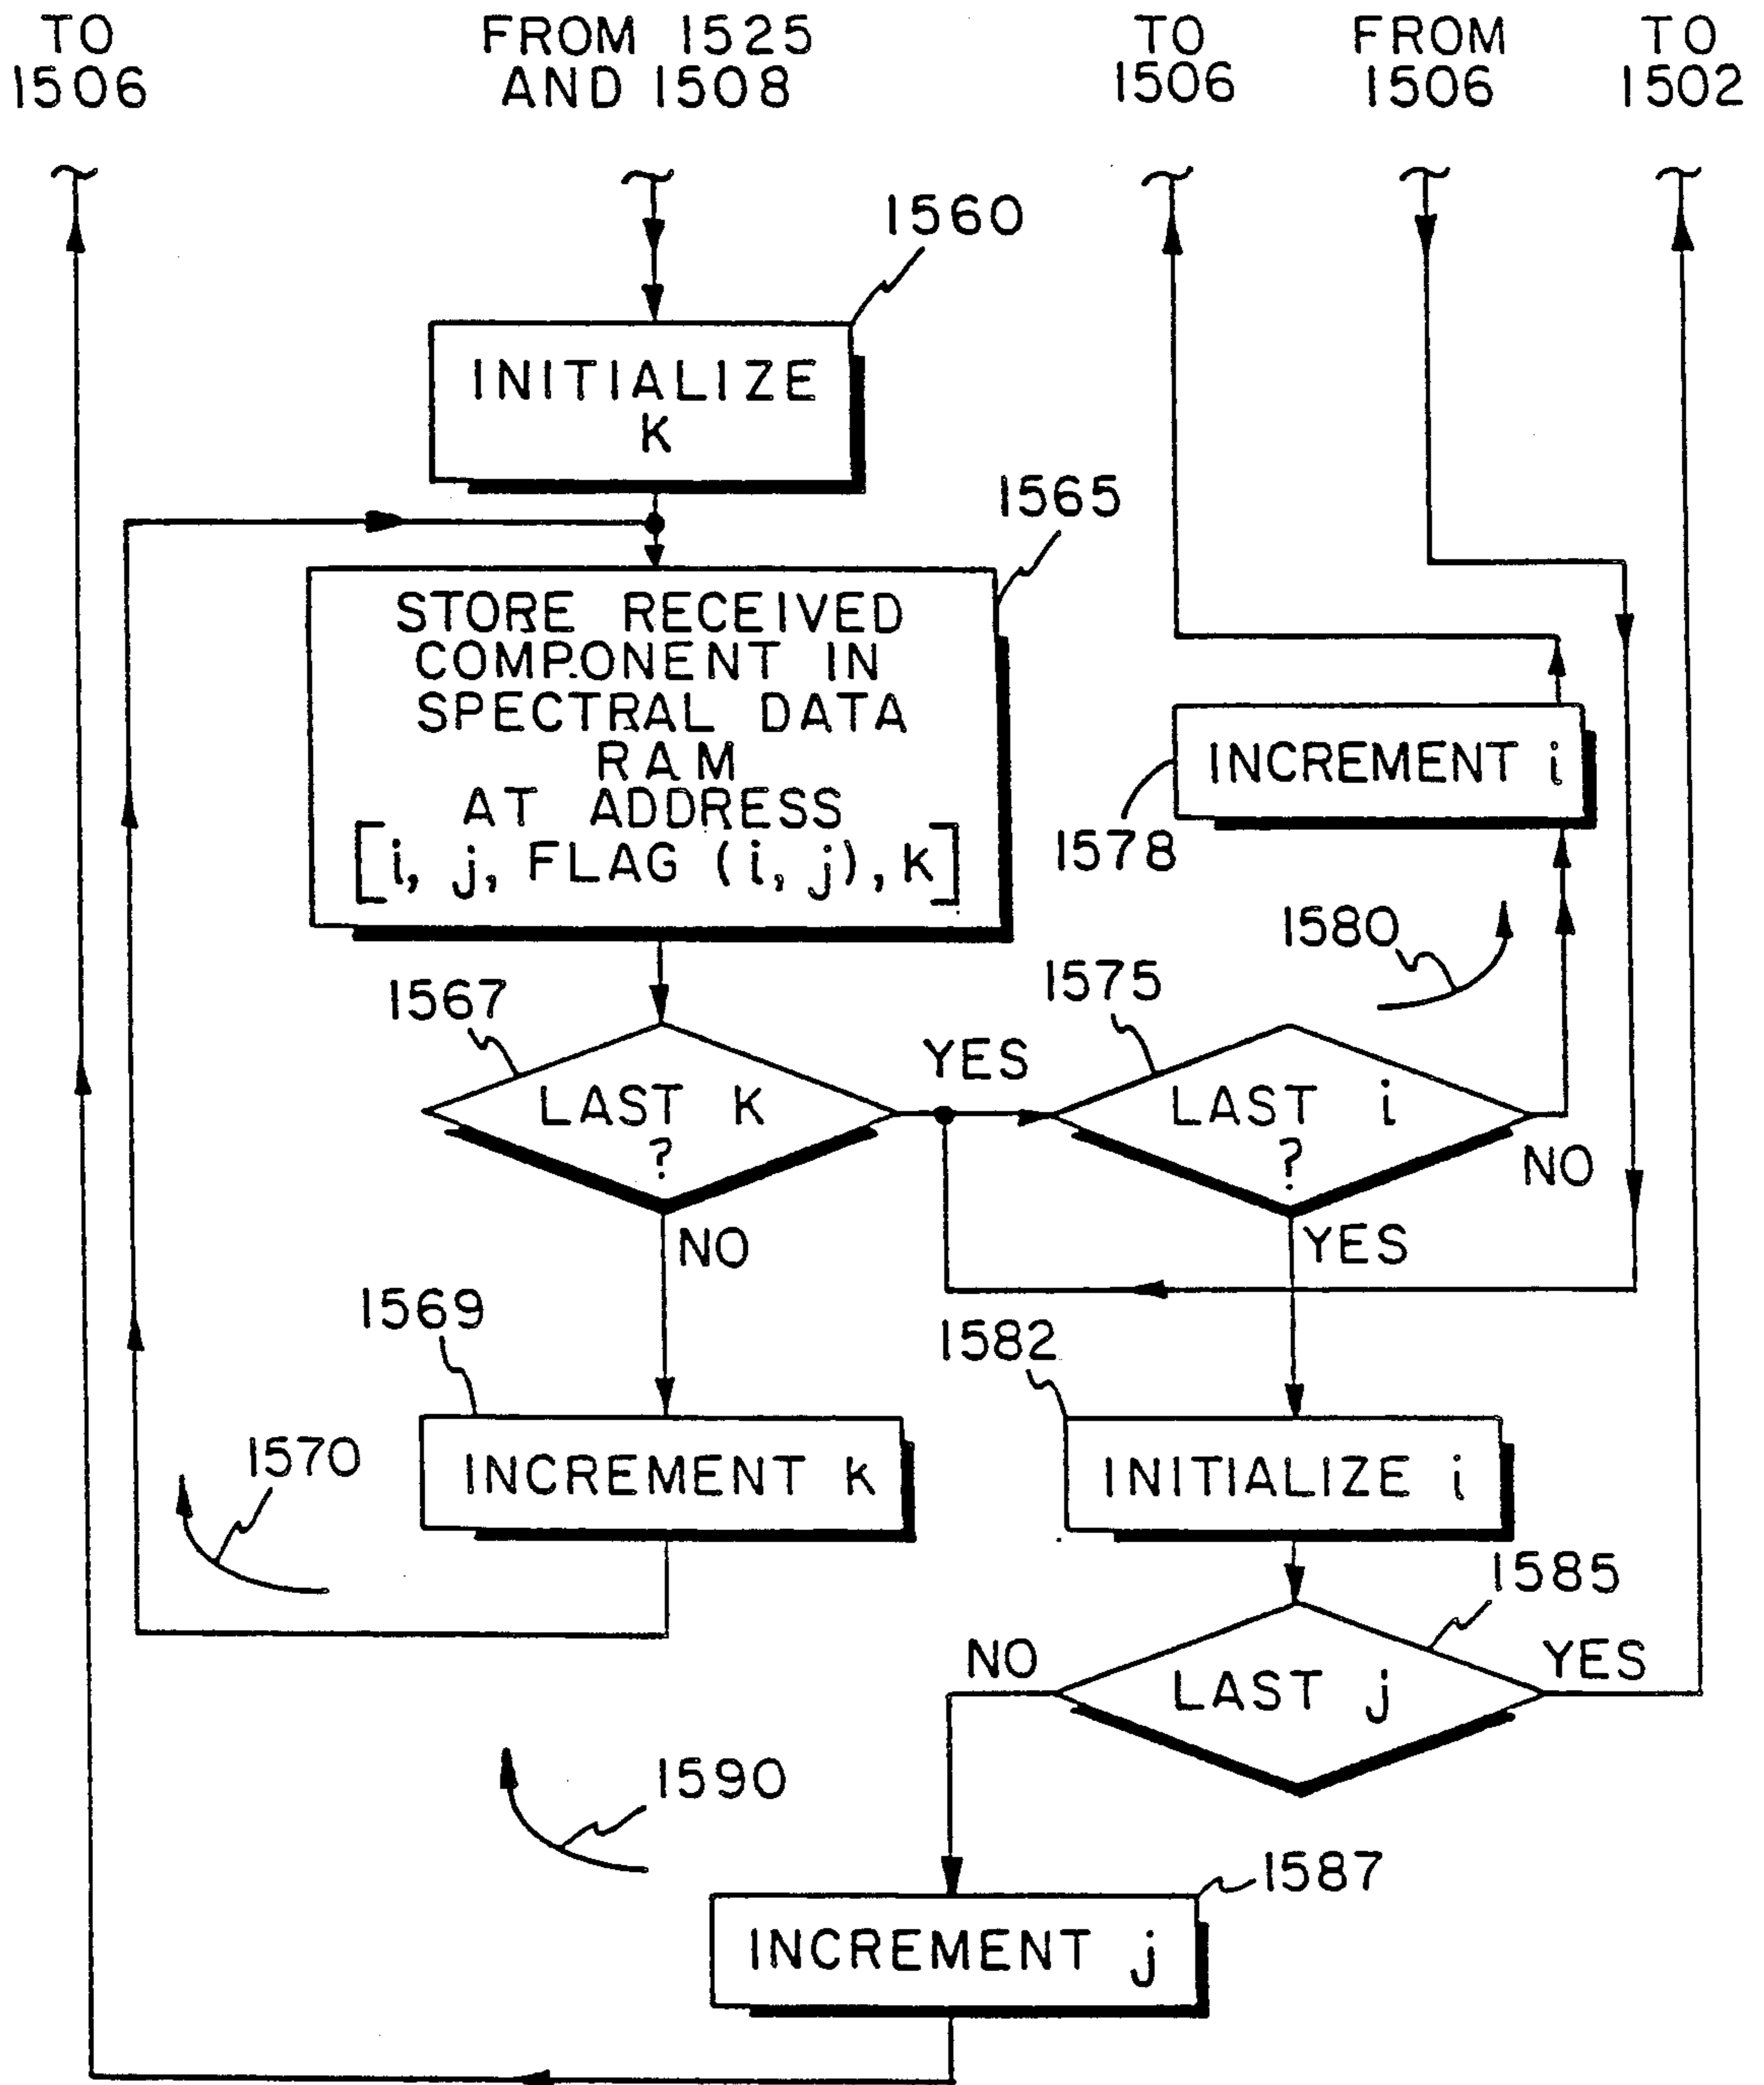 TO
1506
FROM 1525
AND 1508
TO
1506
FROM
1506
TO
1502
1560
INITIALIZE
K
1565
STORE RECEIVED
COMPONENT IN
SPECTRAL DATA
RAM
AT ADDRESS
[i, j, FLAG (i, j), K]
INCREMENT i
1578
1580
1567
1575
YES
LAST K
?
LAST i
?
NO
NO
YES
1569
1582
1570
INCREMENT K
INITIALIZE i
1585
NO
YES
LAST j
1590
1587
INCREMENT j